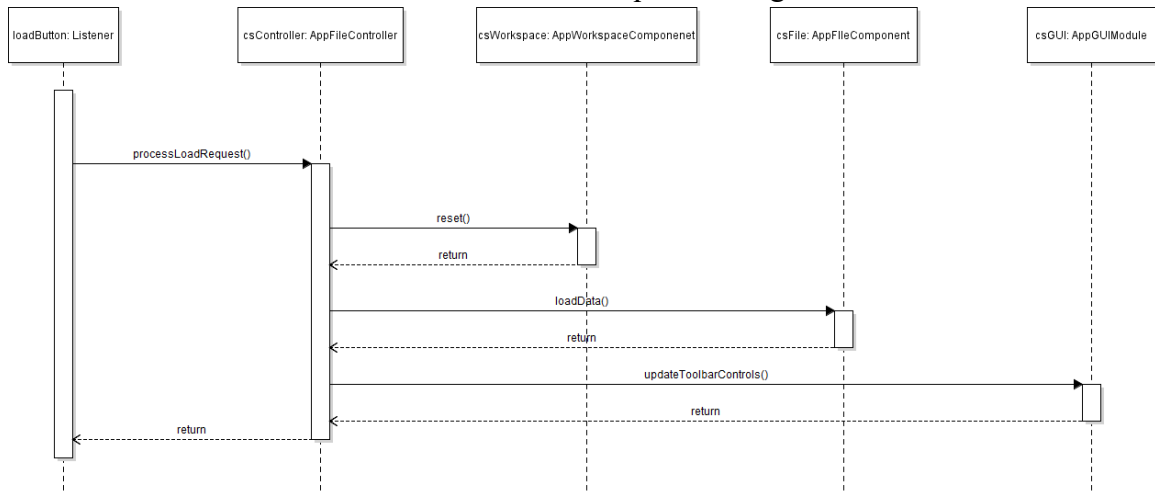 loadButton: Listener
csController: AppFileController
csWorkspace: AppWorkspaceComponenet
csFile: AppFIleComponent
csGUI: AppGUIModule
processLoadRequest()
reset()
return
loadData()
return
updateToolbarControls()
return
return